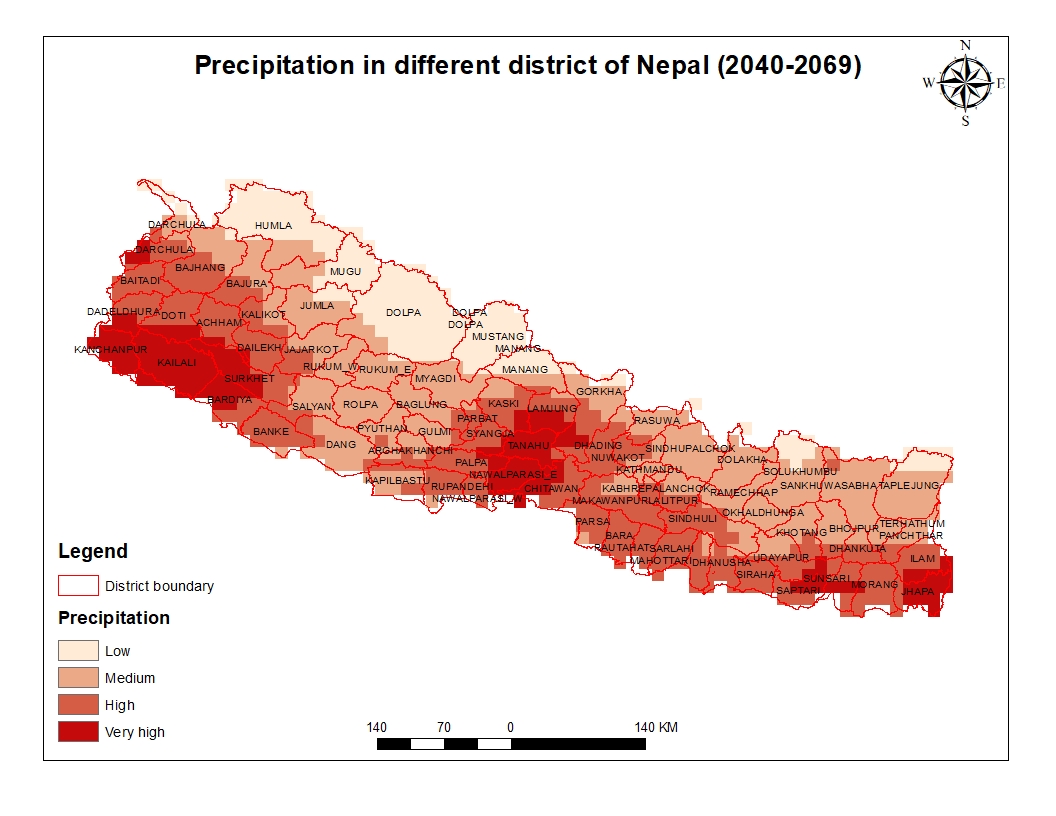 Precipitation in different district of Nepal (2040-2069)
N
W
E
S
DARCHULA
HUMLA
DARCHULA
BAJHANG
MUGU
BAITADI
BAJURA
JUMLA
DADELDHURA
DOTI
ACHHAM
KALIKOT
DOLPA
DOLPA
DOLPA
MUSTANG
KANCHANPUR
DAILEKH
JAJARKOT
MANANG
KAILALI
RUKUM_W
RUKUM_E
MANANG
SURKHET
MYAGDI
GORKHA
BARDIYA
SALYAN
ROLPA
BAGLUNG
KASKI
LAMJUNG
PARBAT
RASUWA
BANKE
PYUTHAN
GULMI
SYANGJA
DANG
ARGHAKHANCHI
TANAHU
DHADING
SINDHUPALCHOK
NUWAKOT
DOLAKHA
PALPA
KATHMANDU
SOLUKHUMBU
KAPILBASTU
NAWALPARASI_E
RUPANDEHI
CHITAWAN
KABHREPALANCHOK
RAMECHHAP
SANKHUWASABHA
TAPLEJUNG
NAWALPARASI_W
MAKAWANPUR
LALITPUR
PARSA
SINDHULI
OKHALDHUNGA
BARA
KHOTANG
BHOJPUR
TERHATHUM
PANCHTHAR
RAUTAHAT
SARLAHI
DHANKUTA
MAHOTTARI
DHANUSHA
UDAYAPUR
ILAM
SIRAHA
SUNSARI
MORANG
SAPTARI
JHAPA
Legend
District boundary
Precipitation
Low
Medium
High
Very high
140 70 0 140 KM